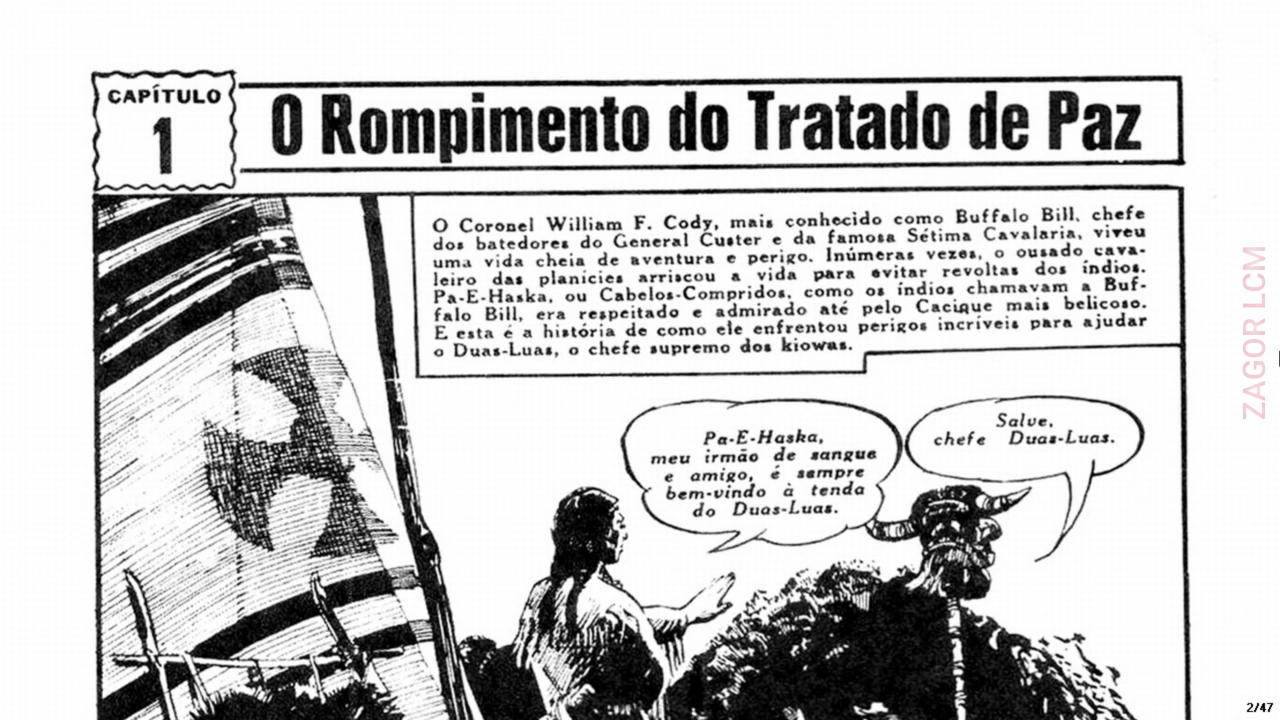 CAPÍTULO
1
O Rompimento do Tratado de Paz
O Coronel William F. Cody, mais conhecido como Buffalo Bill, chefe
dos batedores do General Custer e da famosa Sétima Cavalaria, viveu
uma vida cheia de aventura e perigo. Inúmeras vezes, o ousado cava-
leiro das planícies arriscou a vida para evitar revoltas dos índios.
Pa-E-Haska, ou Cabelos-Compridos, como os índios chamavam a Buf-
falo Bill, era respeitado e admirado até pelo Cacique mais belicoso.
E esta é a história de como ele enfrentou perigos incríveis para ajudar
o Duas-Luas, o chefe supremo dos kiowas.
Pa-E-Haska,
meu irmão de sangue
e amigo, é sempre
bem-vindo à tenda
do Duas-Luas.
Salve,
chefe Duas-Luas.
ZAGOR LCM
2/47